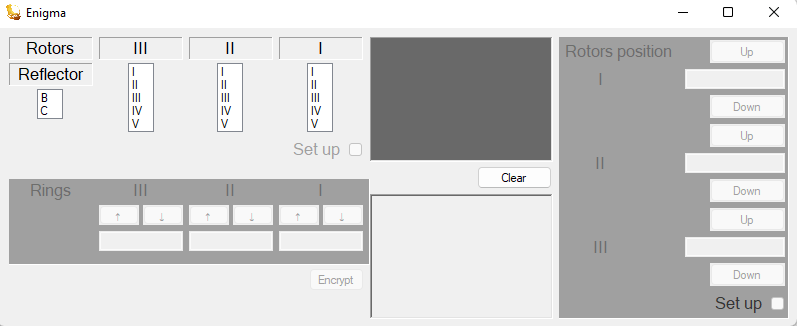 Enigma
Rotors III II I
Reflector
B
C
I
II
III
IV
V
I
II
III
IV
V
I
II
III
IV
V
Set up
Rings III II I
↑ ↓ ↑ ↓ ↑ ↓
Encrypt
Clear
Rotors position
Up
I
Down
Up
II
Down
Up
III
Down
Set up